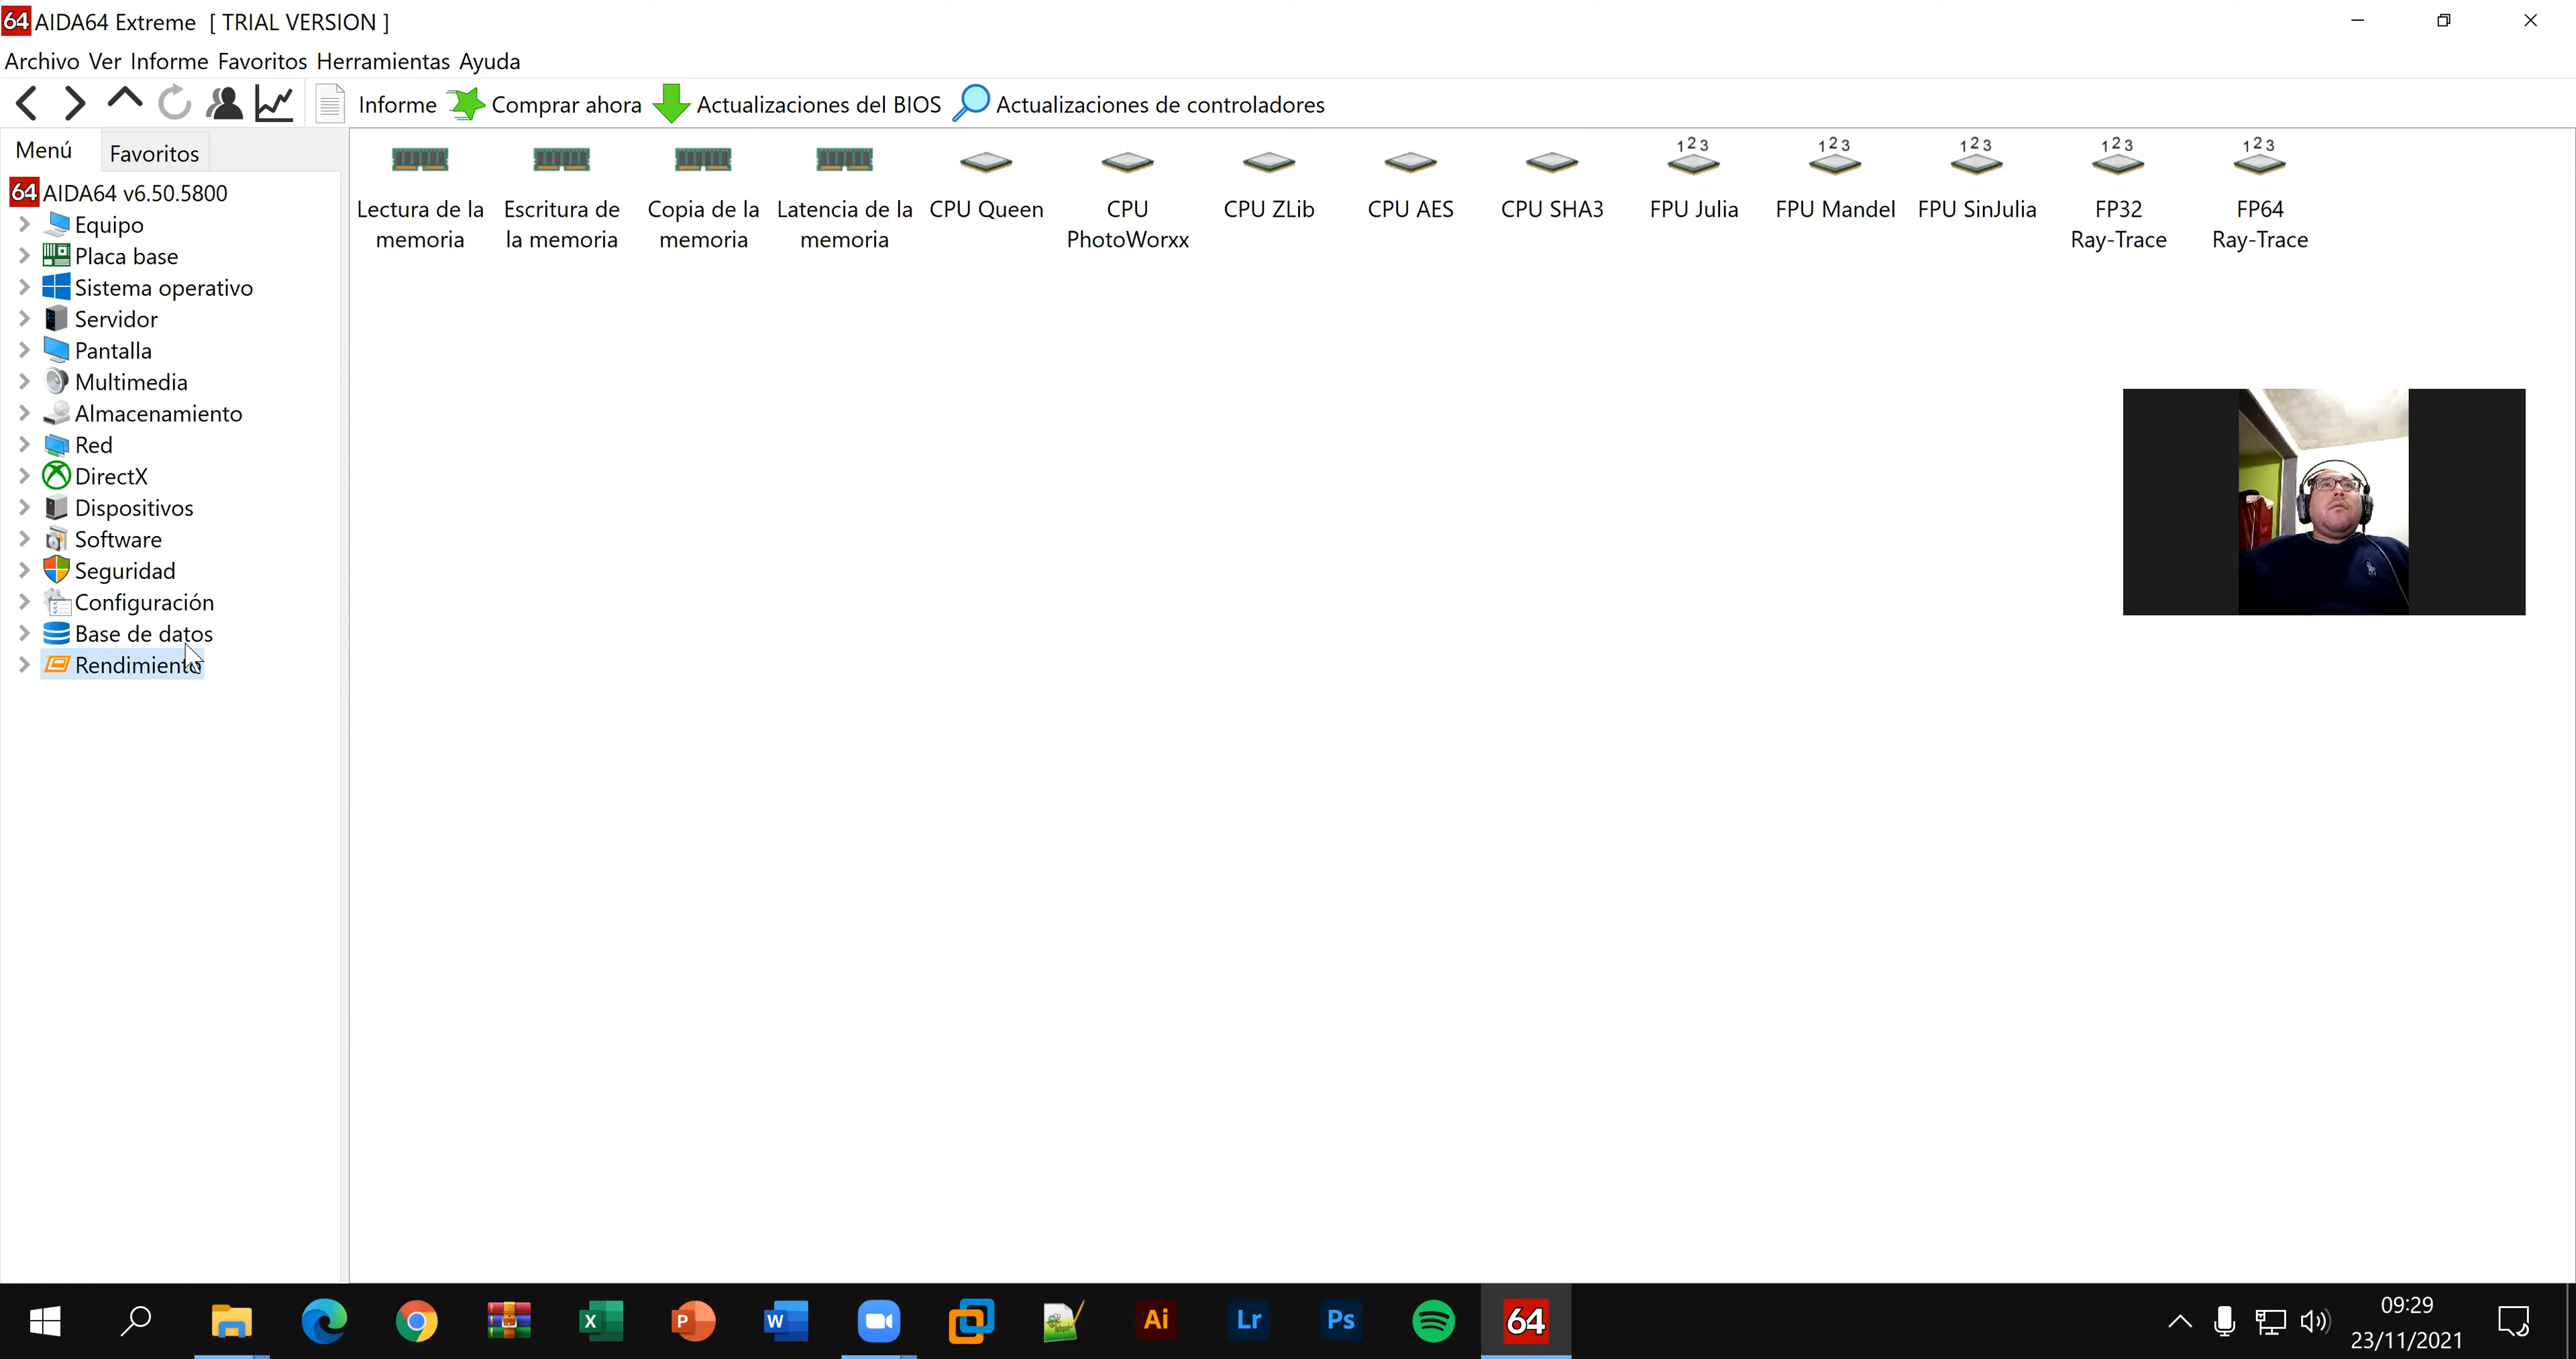 64 AIDA64 Extreme [ TRIAL VERSION ]
Archivo Ver Informe Favoritos Herramientas Ayuda
Informe Comprar ahora Actualizaciones del BIOS Actualizaciones de controladores
Menú Favoritos
64 AIDA64 v6.50.5800
Equipo
Placa base
Sistema operativo
Servidor
Pantalla
Multimedia
Almacenamiento
Red
DirectX
Dispositivos
Software
Seguridad
Configuración
Base de datos
Rendimiento
123 123 123 123 123
Lectura de la Escritura de Copia de la Latencia de la CPU Queen CPU CPU ZLib CPU AES CPU SHA3 FPU Julia FPU Mandel FPU SinJulia FP32 FP64
memoria la memoria memoria memoria PhotoWorxx Ray-Trace Ray-Trace
X P W Ai Lr Ps 64
09:29
23/11/2021